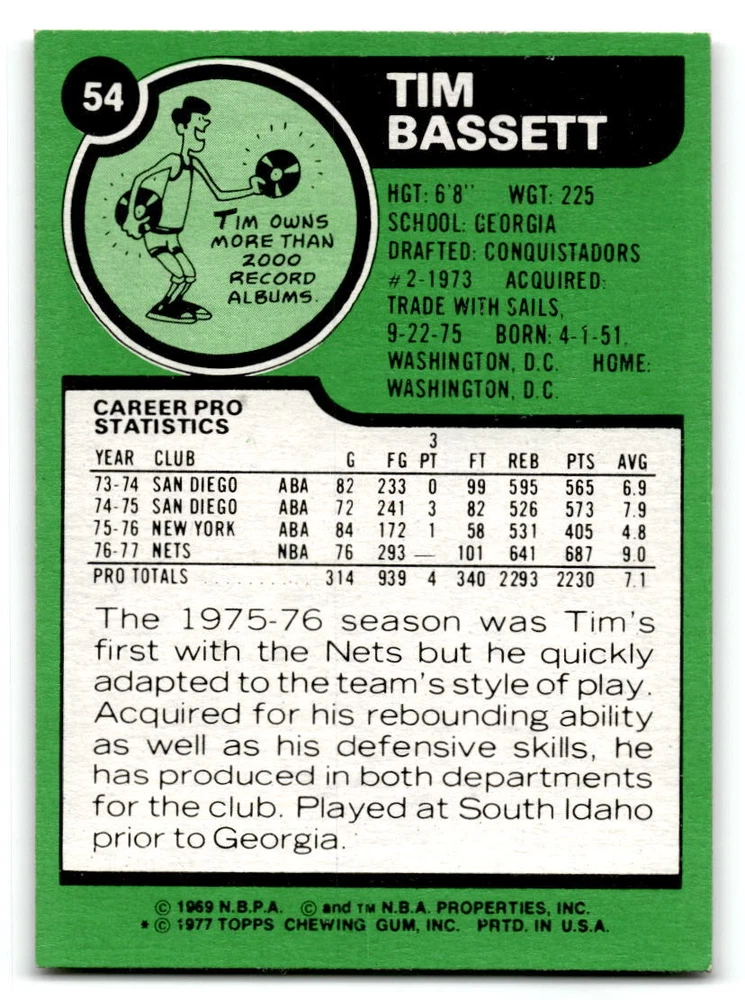 54
TIM
BASSETT
TIM OWNS
MORE THAN
2000
RECORD
ALBUMS.
HGT: 6'8" WGT: 225
SCHOOL: GEORGIA
DRAFTED: CONQUISTADORS
#2-1973 ACQUIRED:
TRADE WITH SAILS,
9-22-75 BORN: 4-1-51,
WASHINGTON, D.C. HOME:
WASHINGTON, D.C.
CAREER PRO
STATISTICS
YEAR CLUB G FG 3 PT FT REB PTS AVG
73-74 SAN DIEGO ABA 82 233 0 99 595 565 6.9
74-75 SAN DIEGO ABA 72 241 3 82 526 573 7.9
75-76 NEW YORK ABA 84 172 1 58 531 405 4.8
76-77 NETS NBA 76 293 — 101 641 687 9.0
PRO TOTALS .......... 314 939 4 340 2293 2230 7.1
The 1975-76 season was Tim's
first with the Nets but he quickly
adapted to the team's style of play.
Acquired for his rebounding ability
as well as his defensive skills, he
has produced in both departments
for the club. Played at South Idaho
prior to Georgia.
© 1969 N.B.P.A. © and TM N.B.A. PROPERTIES, INC.
* © 1977 TOPPS CHEWING GUM, INC. PRTD. IN U.S.A.